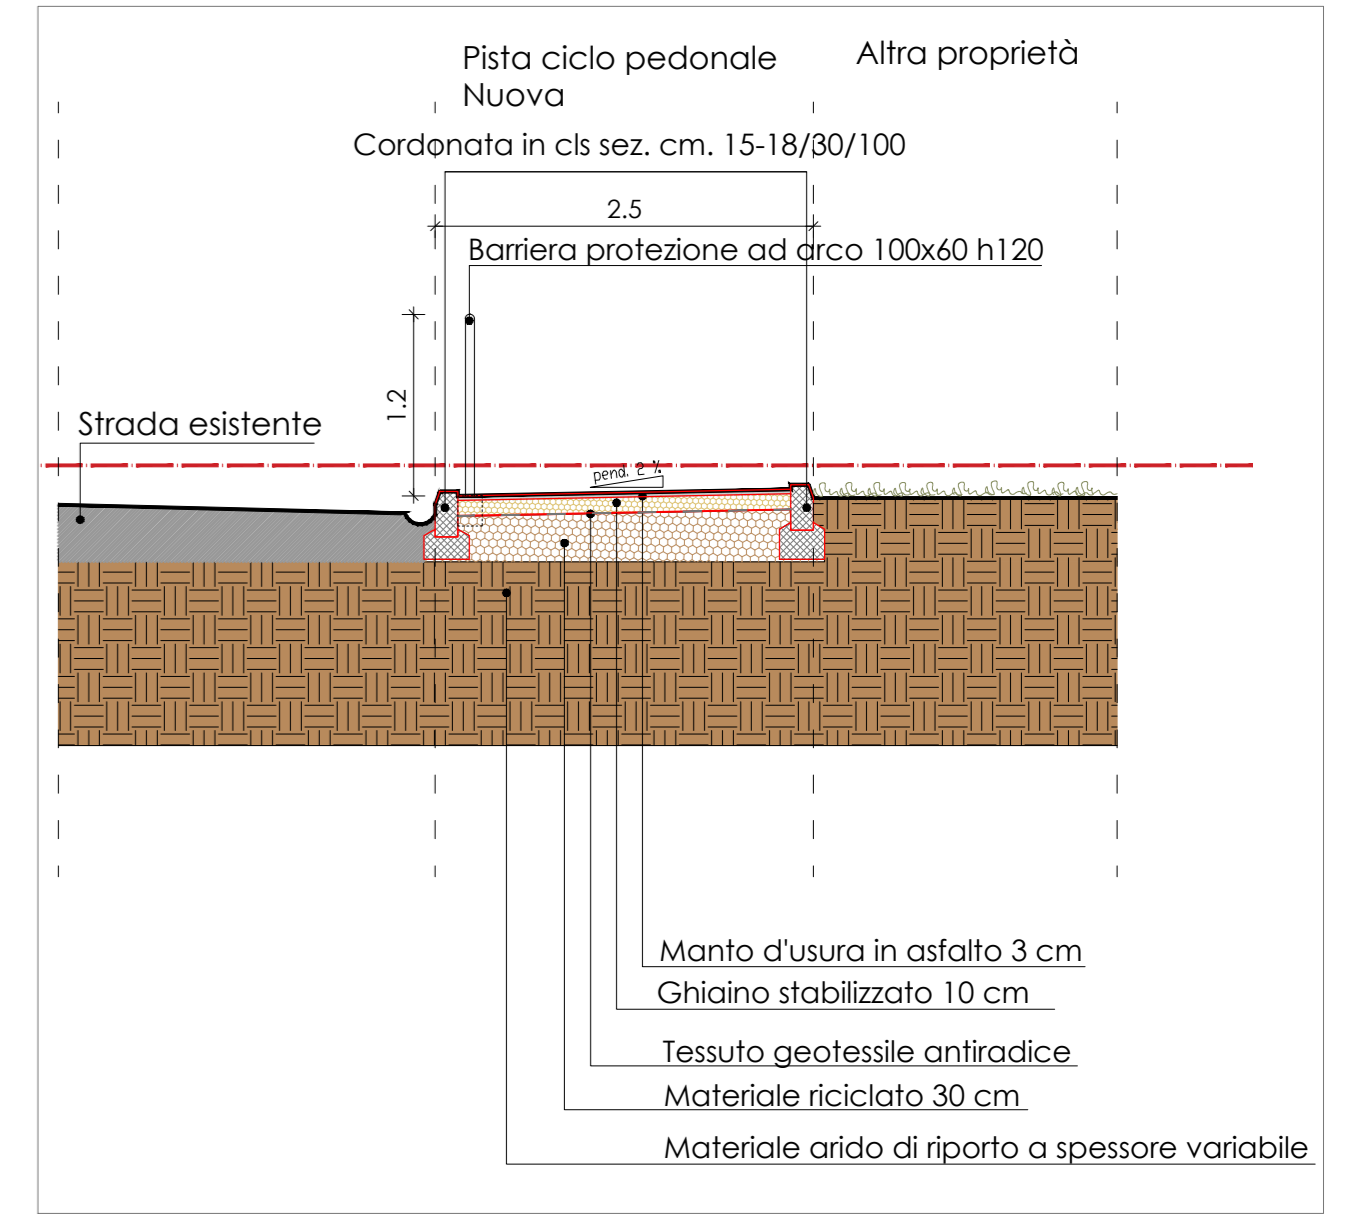 Pista ciclo pedonale
Nuova
Altra proprietà
Cordonata in cls sez. cm. 15-18/30/100
2.5
Barriera protezione ad arco 100x60 h120
1.2
Strada esistente
pend. 2 %
Manto d'usura in asfalto 3 cm
Ghiaino stabilizzato 10 cm
Tessuto geotessile antiradice
Materiale riciclato 30 cm
Materiale arido di riporto a spessore variabile